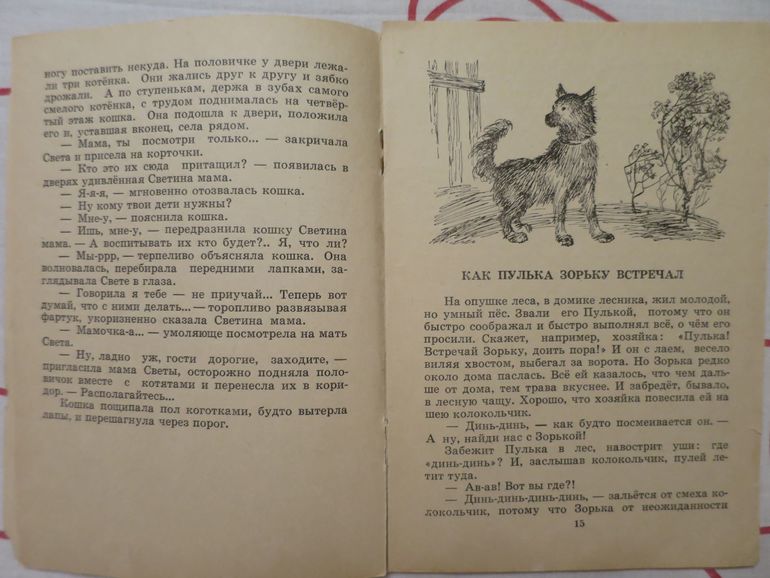 ногу поставить некуда. На половичке у двери лежа-
ли три котёнка. Они жались друг к другу и зябко
дрожали. А по ступенькам, держа в зубах самого
смелого котёнка, с трудом поднималась на четвёр-
тый этаж кошка. Она подошла к двери, положила
его и, уставшая вконец, села рядом.
— Мама, ты посмотри только... — закричала
Света и присела на корточки.
— Кто это их сюда притащил? — появилась в
дверях удивлённая Светина мама.
— Я-я-я, — мгновенно отозвалась кошка.
— Ну кому твои дети нужны?
— Мне-у, — пояснила кошка.
— Ишь, мне-у, — передразнила кошку Светина
мама. — А воспитывать их кто будет?.. Я, что ли?
— Мы-ррр, — терпеливо объясняла кошка. Она
волновалась, перебирала передними лапками, за-
глядывала Свете в глаза.
— Говорила я тебе — не приучай... Теперь вот
думай, что с ними делать... — торопливо развязывая
фартук, укоризненно сказала Светина мама.
— Мамочка-а... — умоляюще посмотрела на мать
Света.
— Ну, ладно уж, гости дорогие, заходите, —
пригласила мама Светы, осторожно подняла поло-
вичок вместе с котятами и перенесла их в кори-
дор. — Располагайтесь...
Кошка пощипала пол коготками, будто вытерла
лапы, и перешагнула через порог.
КАК ПУЛЬКА ЗОРЬКУ ВСТРЕЧАЛ
На опушке леса, в домике лесника, жил молодой,
но умный пёс. Звали его Пулькой, потому что он
быстро соображал и быстро выполнял всё, о чём его
просили. Скажет, например, хозяйка: «Пулька!
Встречай Зорьку, доить пора!» И он с лаем, весело
виляя хвостом, выбегал за ворота. Но Зорька редко
около дома паслась. Всё ей казалось, что чем даль-
ше от дома, тем трава вкуснее. И забредёт, бывало,
в лесную чащу. Хорошо, что хозяйка повесила ей на
шею колокольчик.
— Динь-динь, — как будто посмеивается он. —
А ну, найди нас с Зорькой!
Забежит Пулька в лес, навострит уши: где
«динь-динь»? И, заслышав колокольчик, пулей ле-
тит туда.
— Ав-ав! Вот вы где?!
— Динь-динь-динь-динь, — зальётся от смеха ко-
локольчик, потому что Зорька от неожиданности
15